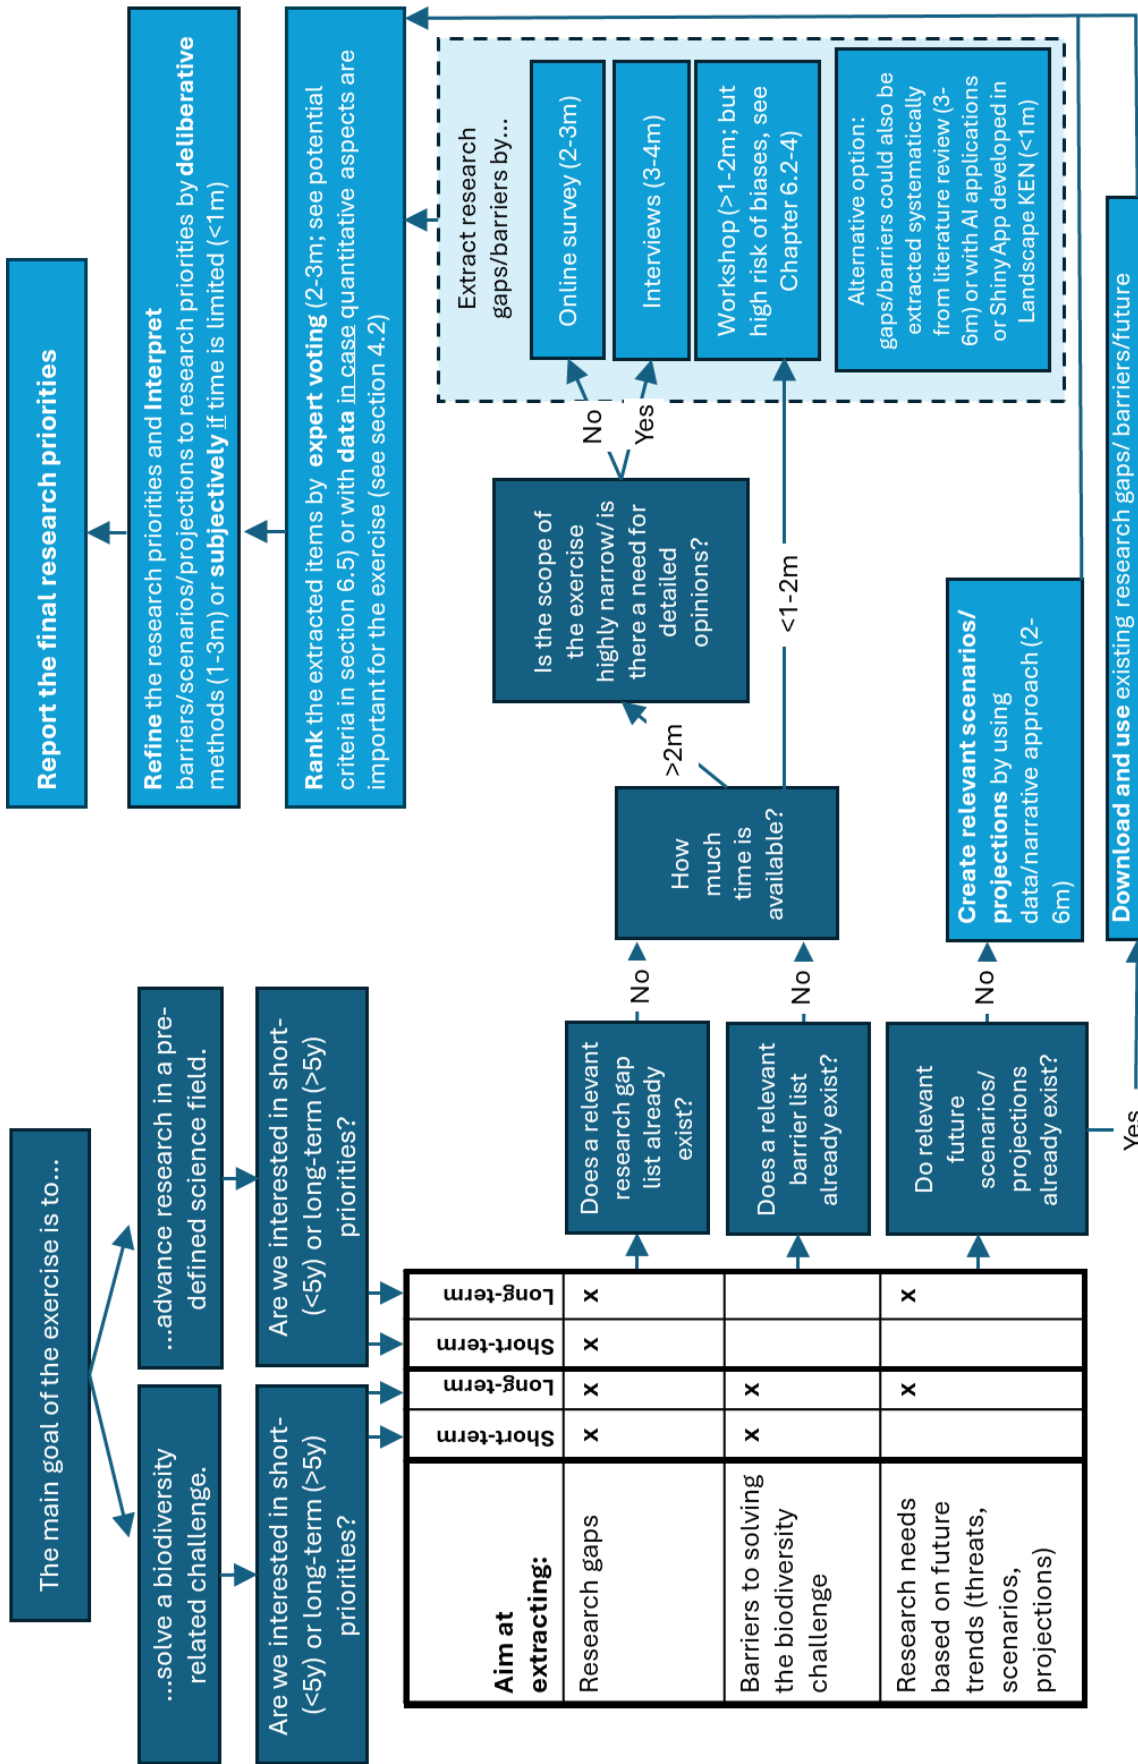 The main goal of the exercise is to...
...solve a biodiversity
related challenge.
...advance research in a pre-
defined science field.
Are we interested in short-
(<5y) or long-term (>5y)
priorities?
Are we interested in short-
(<5y) or long-term (>5y)
priorities?
Aim at
extracting:
Short-term
Long-term
Short-term
Long-term
Research gaps
x
x
x
x
Barriers to solving
the biodiversity
challenge
x
x
Research needs
based on future
trends (threats,
scenarios,
projections)
x
x
Does a relevant
research gap
list already
exist?
No
Does a relevant
barrier list
already exist?
No
Do relevant
future
scenarios/
projections
already exist?
No
Yes
How
much
time is
available?
>2m
<1-2m
Is the scope of
the exercise
highly narrow/ is
there a need for
detailed
opinions?
No
Yes
Create relevant scenarios/
projections by using
data/narrative approach (2-
6m)
Download and use existing research gaps/ barriers/future
Extract research
gaps/barriers by...
Online survey (2-3m)
Interviews (3-4m)
Workshop (>1-2m; but
high risk of biases, see
Chapter 6.2-4)
Alternative option:
gaps/barriers could also be
extracted systematically
from literature review (3-
6m) or with AI applications
or Shiny App developed in
Landscape KEN (<1m)
Rank the extracted items by expert voting (2-3m; see potential
criteria in section 6.5) or with data in case quantitative aspects are
important for the exercise (see section 4.2)
Refine the research priorities and Interpret
barriers/scenarios/projections to research priorities by deliberative
methods (1-3m) or subjectively if time is limited (<1m)
Report the final research priorities